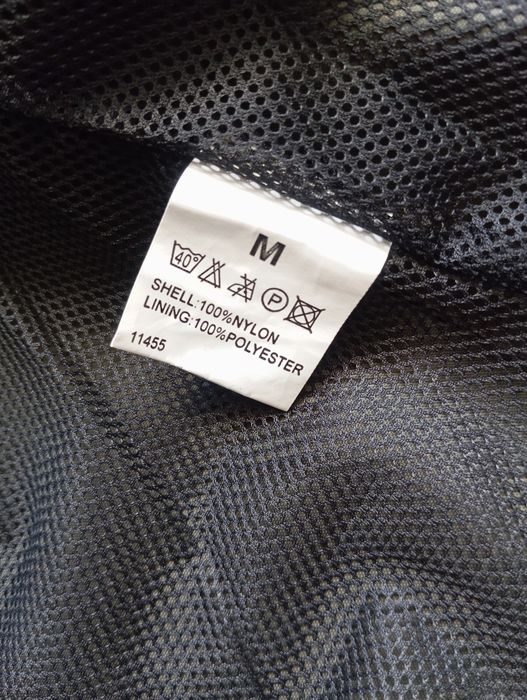 M
40° P
SHELL:100%NYLON
LINING:100%POLYESTER
11455